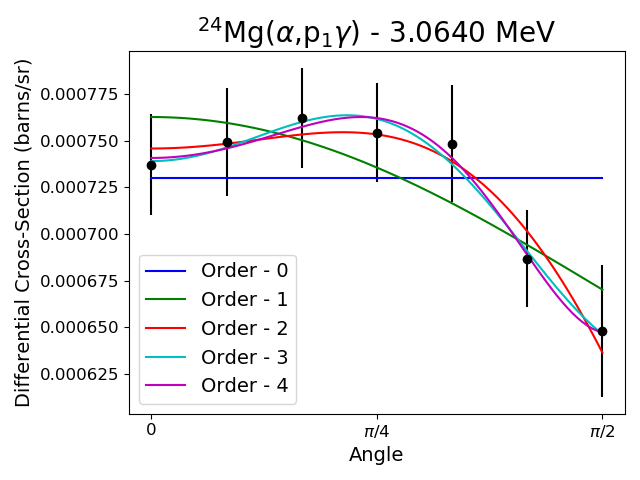 ²⁴Mg(α,p₁γ) - 3.0640 MeV
Differential Cross-Section (barns/sr)
0.000775
0.000750
0.000725
0.000700
0.000675
0.000650
0.000625
Order - 0
Order - 1
Order - 2
Order - 3
Order - 4
0 π/4 π/2
Angle